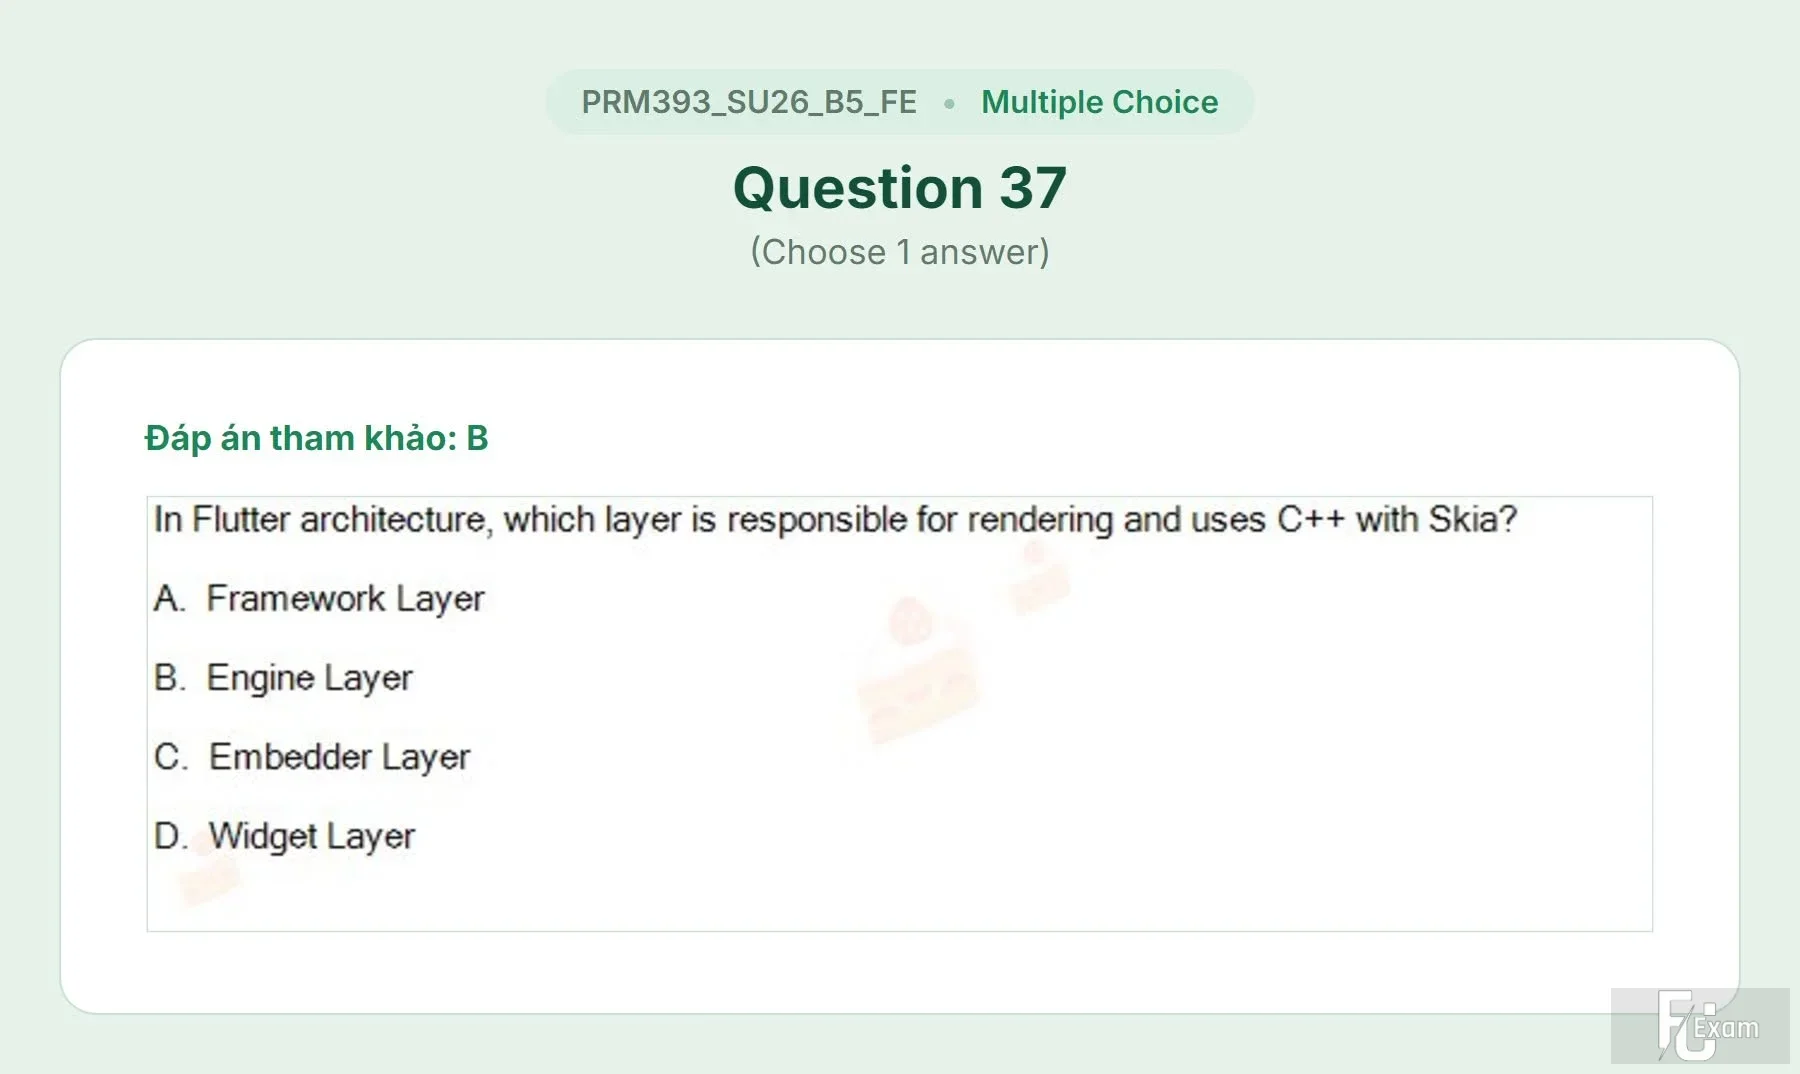 PRM393_SU26_B5_FE • Multiple Choice
Question 37
(Choose 1 answer)
Đáp án tham khảo: B
In Flutter architecture, which layer is responsible for rendering and uses C++ with Skia?
A. Framework Layer
B. Engine Layer
C. Embedder Layer
D. Widget Layer
FU Exam